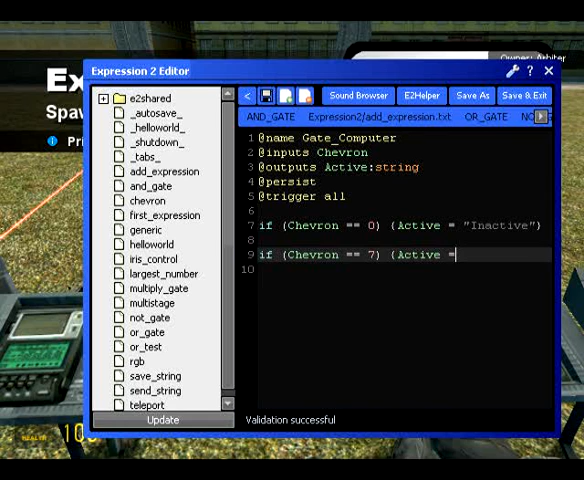 Owner: Arbiter
Ex
Expression 2 Editor
Spaw
Pri
e2shared
_autosave_
_helloworld_
_shutdown_
_tabs_
add_expression
and_gate
chevron
first_expression
generic
helloworld
iris_control
largest_number
multiply_gate
multistage
not_gate
or_gate
or_test
rgb
save_string
send_string
teleport
Update
< Sound Browser E2Helper Save As Save & Exit
AND_GATE Expression2/add_expression.txt OR_GATE
1 @name Gate_Computer
2 @inputs Chevron
3 @outputs Active:string
4 @persist
5 @trigger all
6
7 if (Chevron == 0) (Active = "Inactive")
8
9 if (Chevron == 7) (Active =
10
Validation successful
HEALER